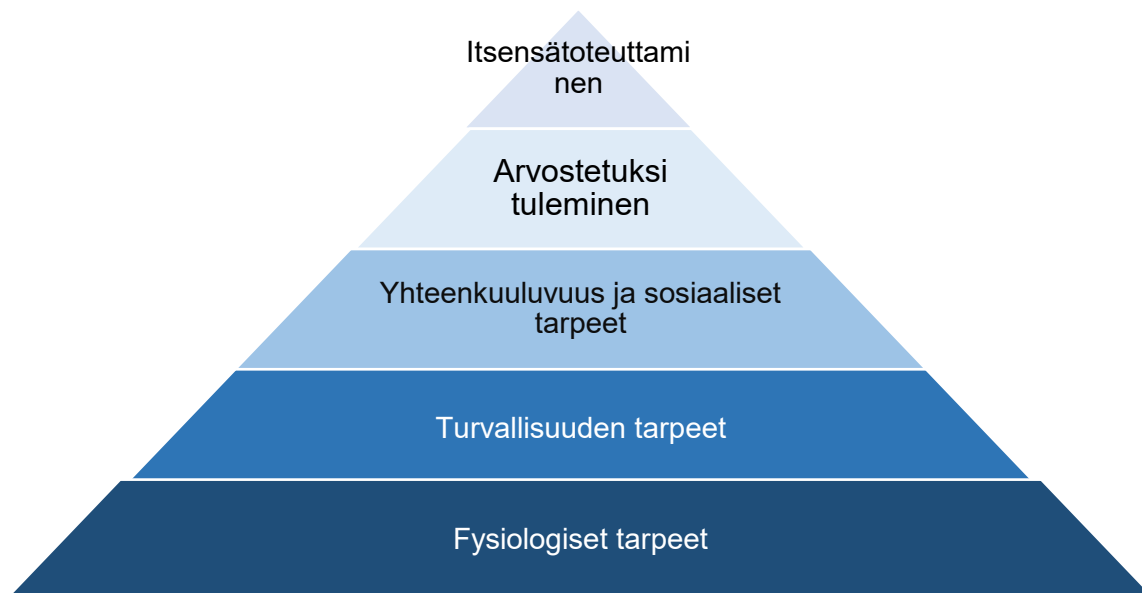 Itsensätoteuttami
nen
Arvostetuksi
tuleminen
Yhteenkuuluvuus ja sosiaaliset
tarpeet
Turvallisuuden tarpeet
Fysiologiset tarpeet